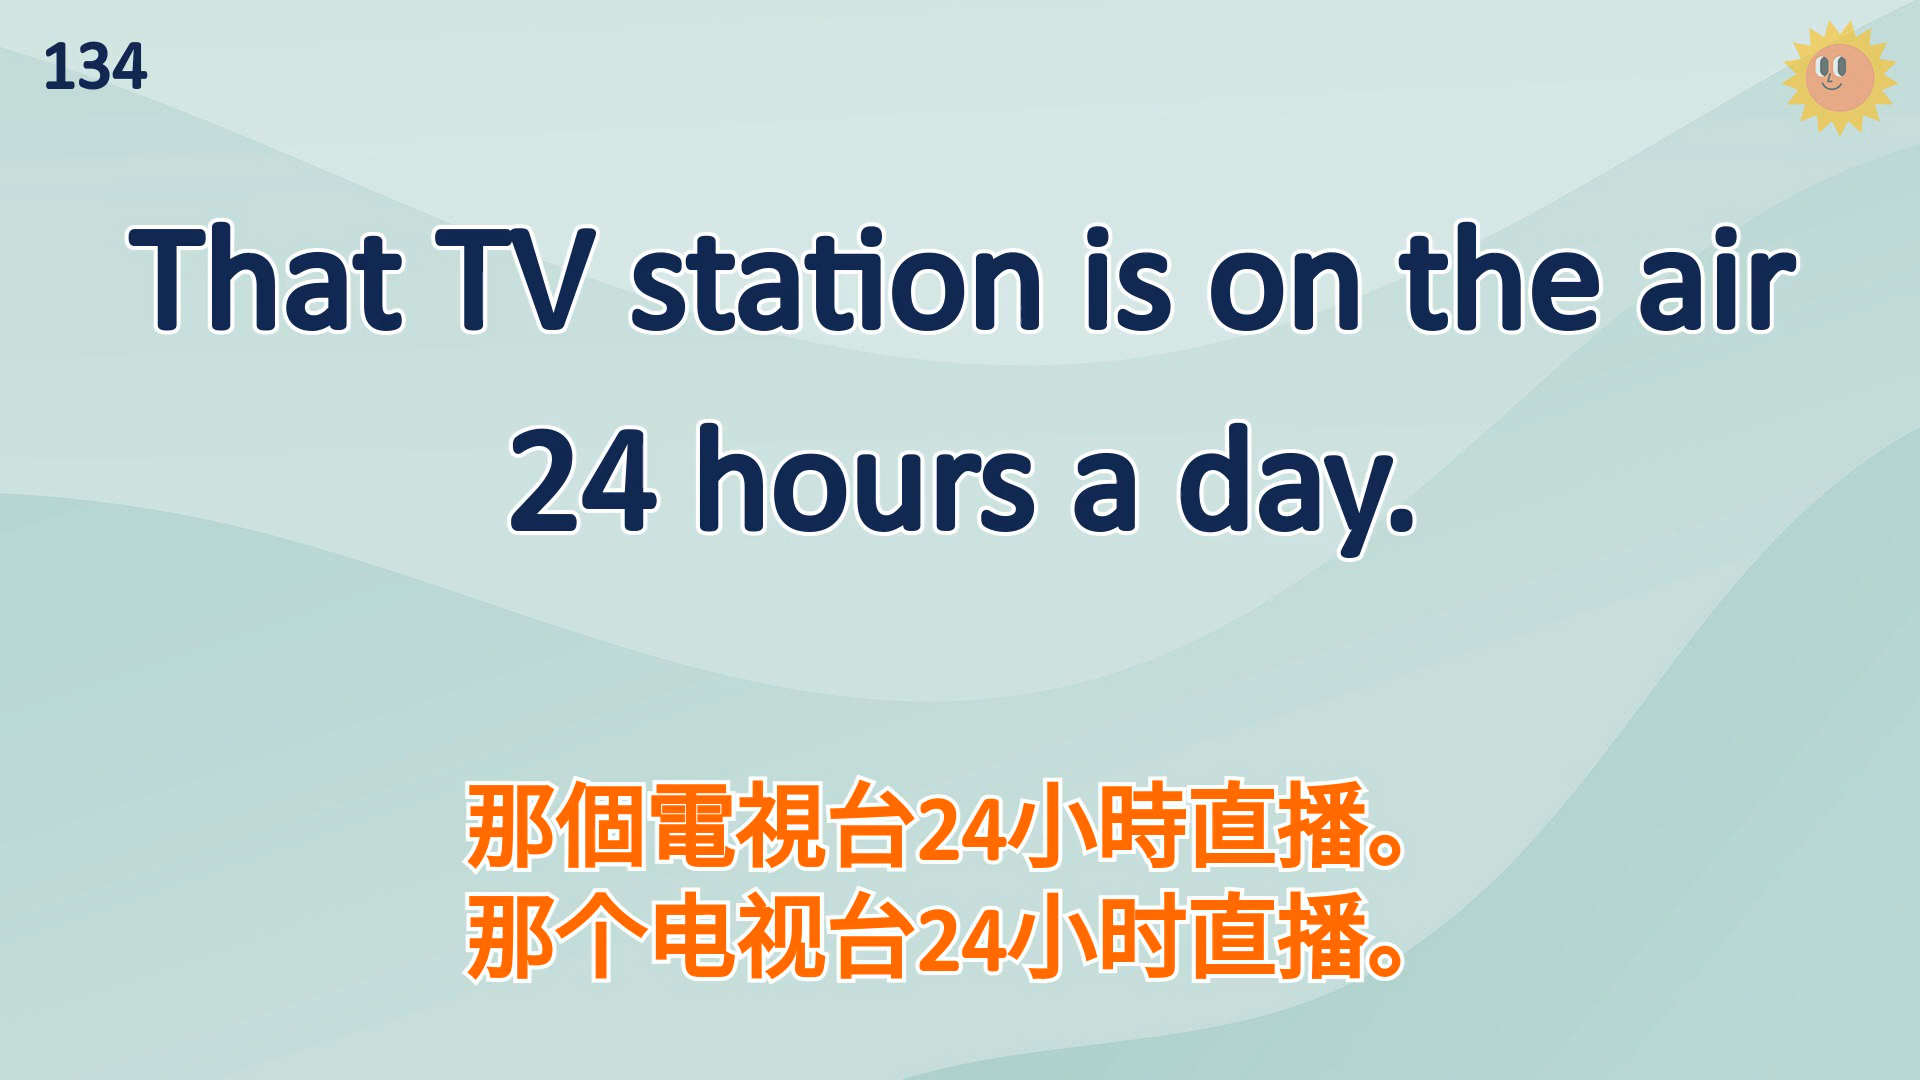 134
That TV station is on the air
24 hours a day.
那個電視台24小時直播。
那个电视台24小时直播。